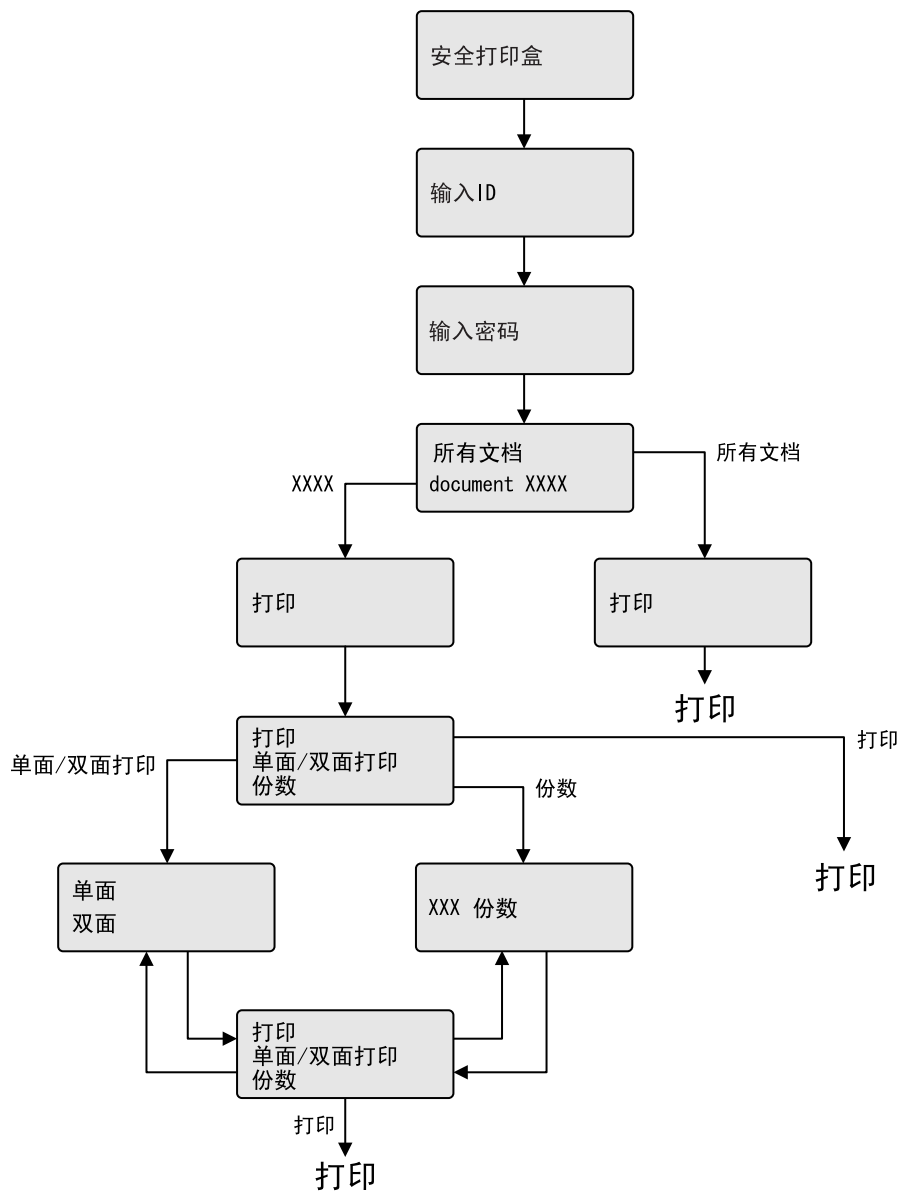 安全打印盒
输入ID
输入密码
所有文档
document XXXX
XXXX
所有文档
打印
打印
打印
打印
单面/双面打印
份数
打印
单面/双面打印
份数
打印
单面
双面
XXX 份数
打印
单面/双面打印
份数
打印
打印